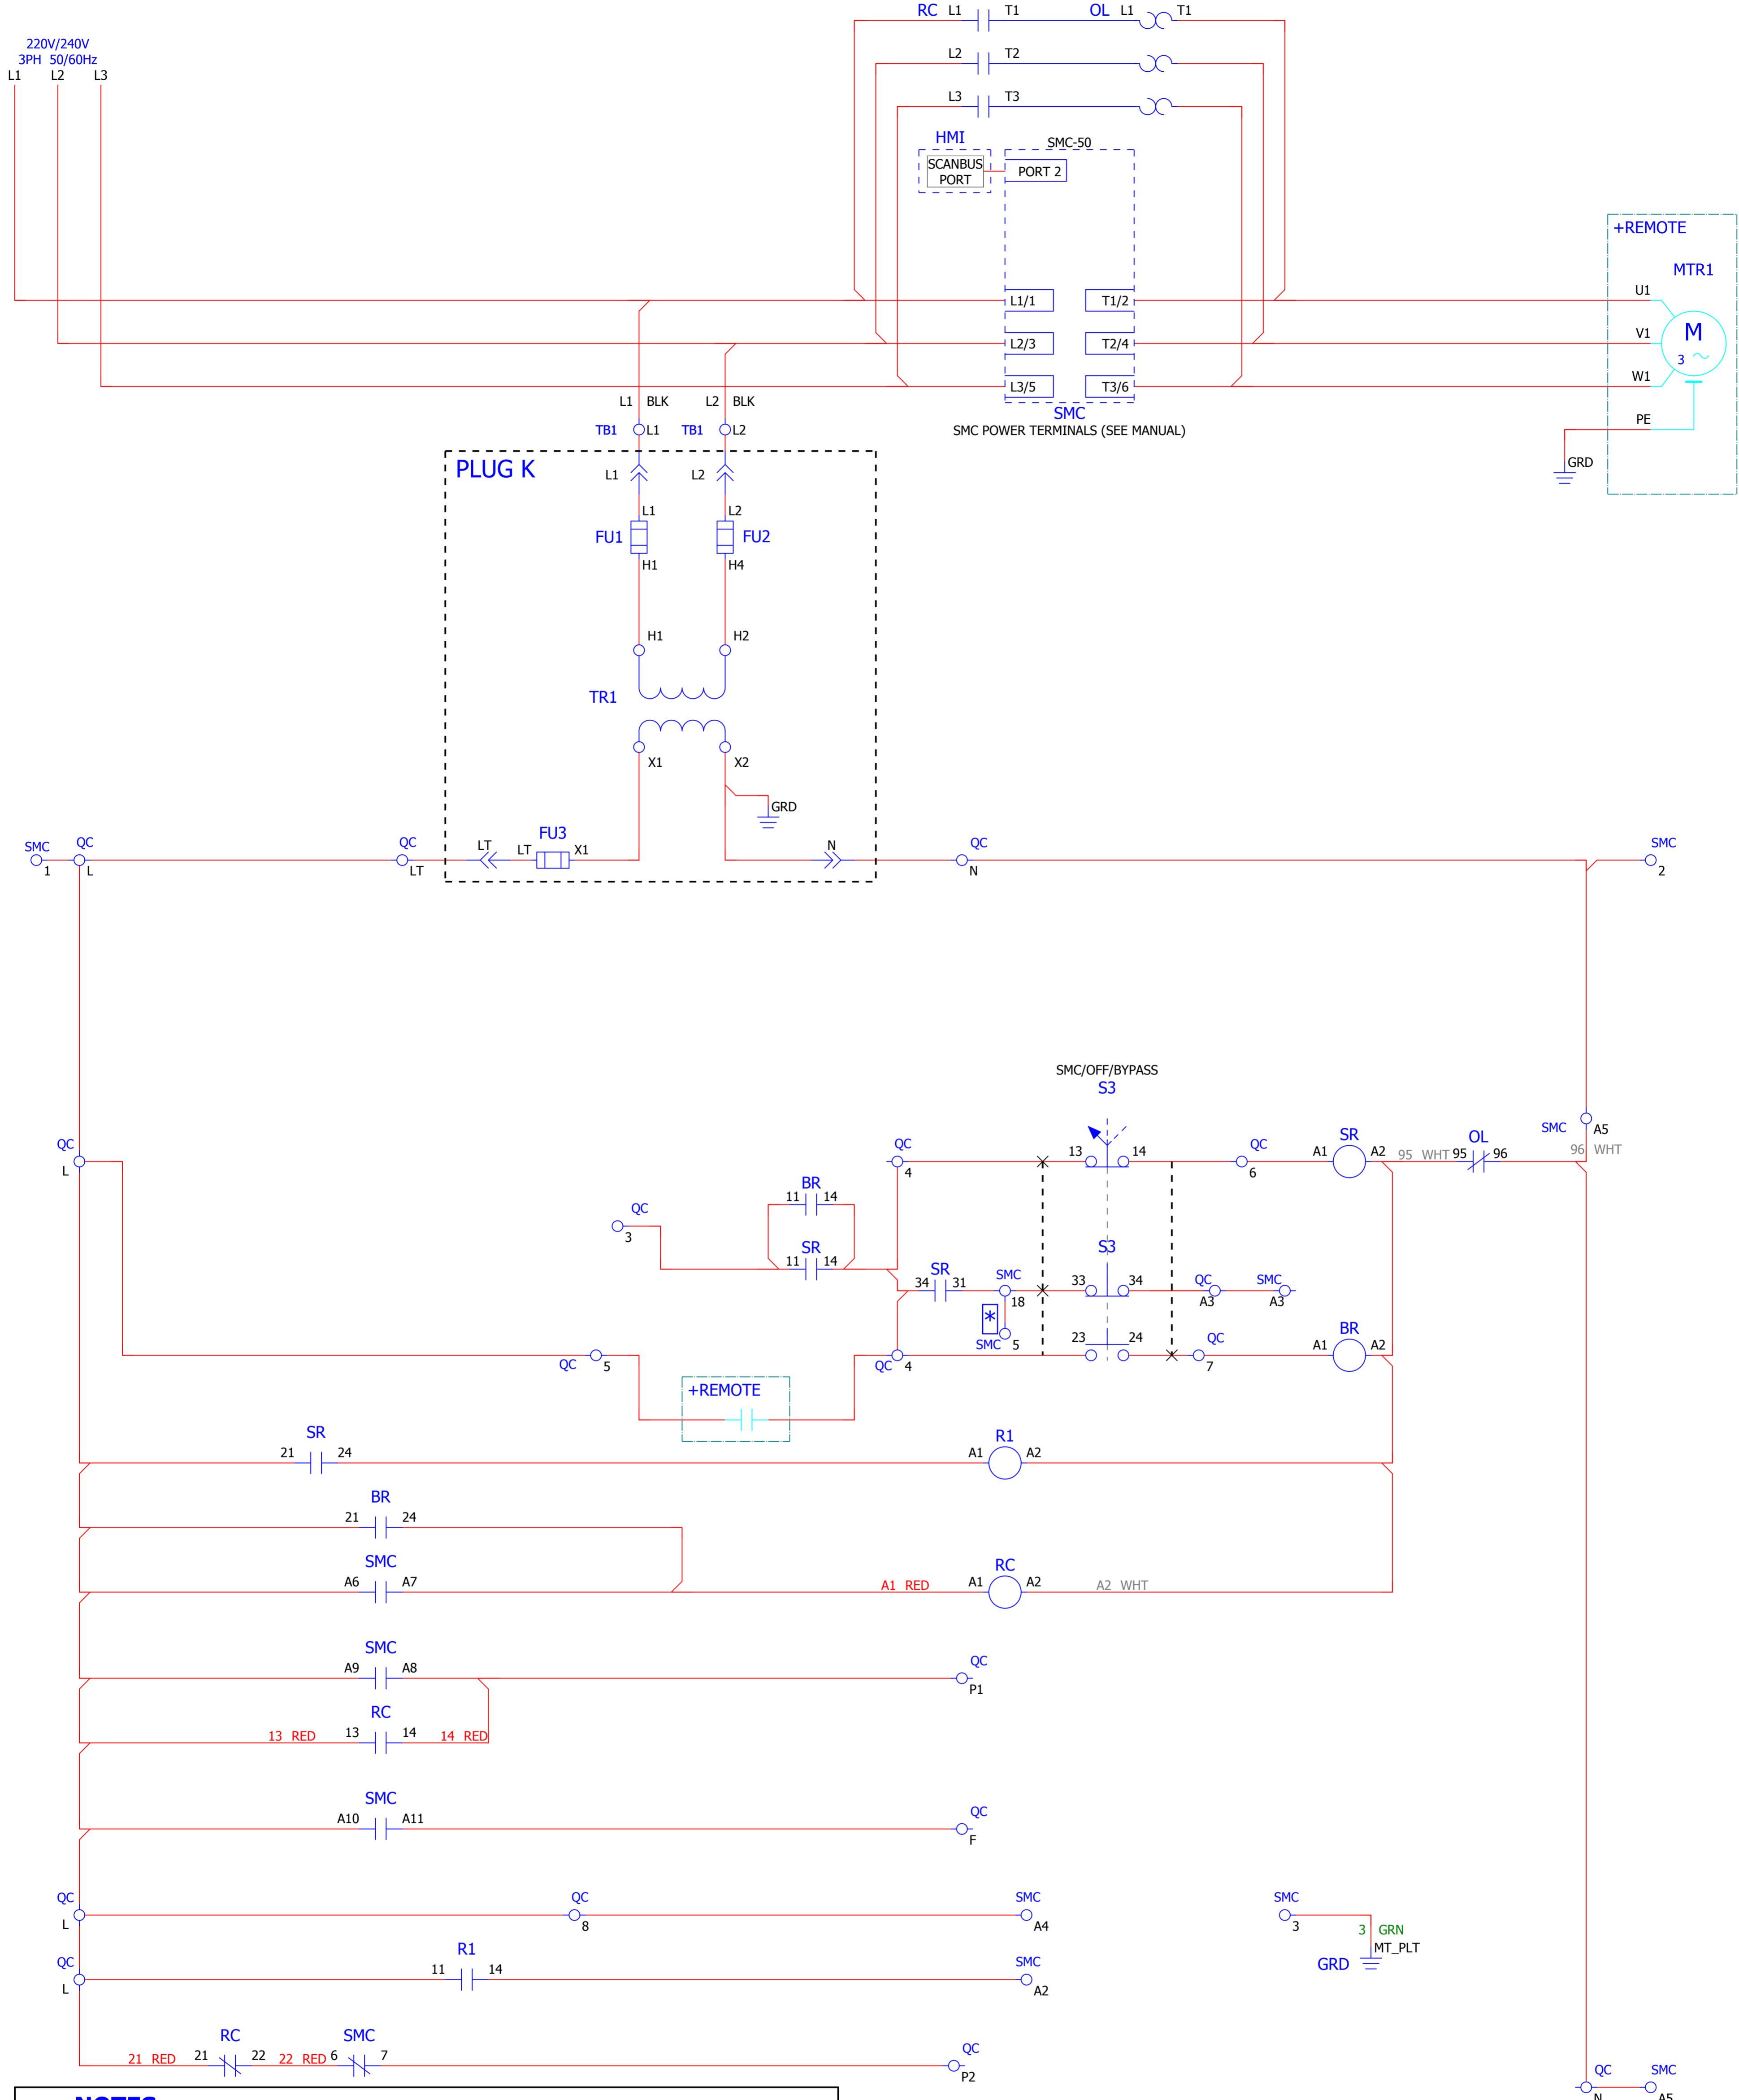 RC L1 T1 OL L1 T1
220V/240V
3PH 50/60Hz
L1 L2 L3
L2 T2
L3 T3
HMI
SMC-50
SCANBUS
PORT
PORT 2
+REMOTE
MTR1
L1/1 T1/2 U1
M
3
L2/3 T2/4 V1
L3/5 T3/6 W1
L1 BLK L2 BLK
SMC
PE
TB1 L1 TB1 L2
SMC POWER TERMINALS (SEE MANUAL)
GRD
PLUG K
L1 L2
L1 L2
FU1 FU2
H1 H4
H1 H2
TR1
X1 X2
GRD
SMC QC QC FU3 QC SMC
LT LT X1 N
1 L LT N 2
SMC/OFF/BYPASS
S3
SMC A5
QC QC 13 14 QC SR OL
A1 A2 95 WHT 95 96 96 WHT
L 4 6
BR
11 14
QC
3
SR S3
11 14
SR SMC QC SMC
34 31 33 34
18 A3 A3
*
SMC 5
23 24 QC BR
A1 A2
QC 5 QC 4 7
+REMOTE
SR R1
21 24 A1 A2
BR
21 24
SMC RC
A6 A7 A1 RED A1 A2 A2 WHT
SMC QC
A9 A8
P1
RC
13 RED 13 14 14 RED
SMC QC
A10 A11
F
QC QC SMC SMC
L 8 A4 3
3 GRN
MT_PLT
GRD
QC R1 SMC
11 14
L A2
RC SMC QC
21 RED 21 22 22 RED 6 7
P2
QC SMC
N A5
NOTES